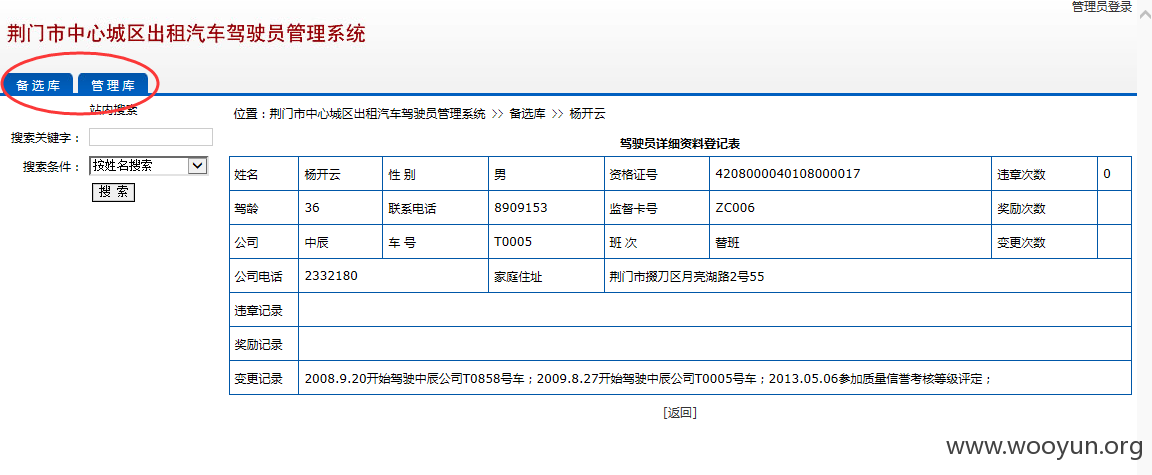 管理员登录
荆门市中心城区出租汽车驾驶员管理系统
备选库 管理库
站内搜索
搜索关键字：
搜索条件： 按姓名搜索
搜 索
位置：荆门市中心城区出租汽车驾驶员管理系统 >> 备选库 >> 杨开云
驾驶员详细资料登记表
姓名 杨开云 性 别 男 资格证号 4208000040108000017 违章次数 0
驾龄 36 联系电话 8909153 监督卡号 ZC006 奖励次数
公司 中辰 车 号 T0005 班 次 替班 变更次数
公司电话 2332180 家庭住址 荆门市掇刀区月亮湖路2号55
违章记录
奖励记录
变更记录 2008.9.20开始驾驶中辰公司T0858号车；2009.8.27开始驾驶中辰公司T0005号车；2013.05.06参加质量信誉考核等级评定；
[返回]
www.wooyun.org